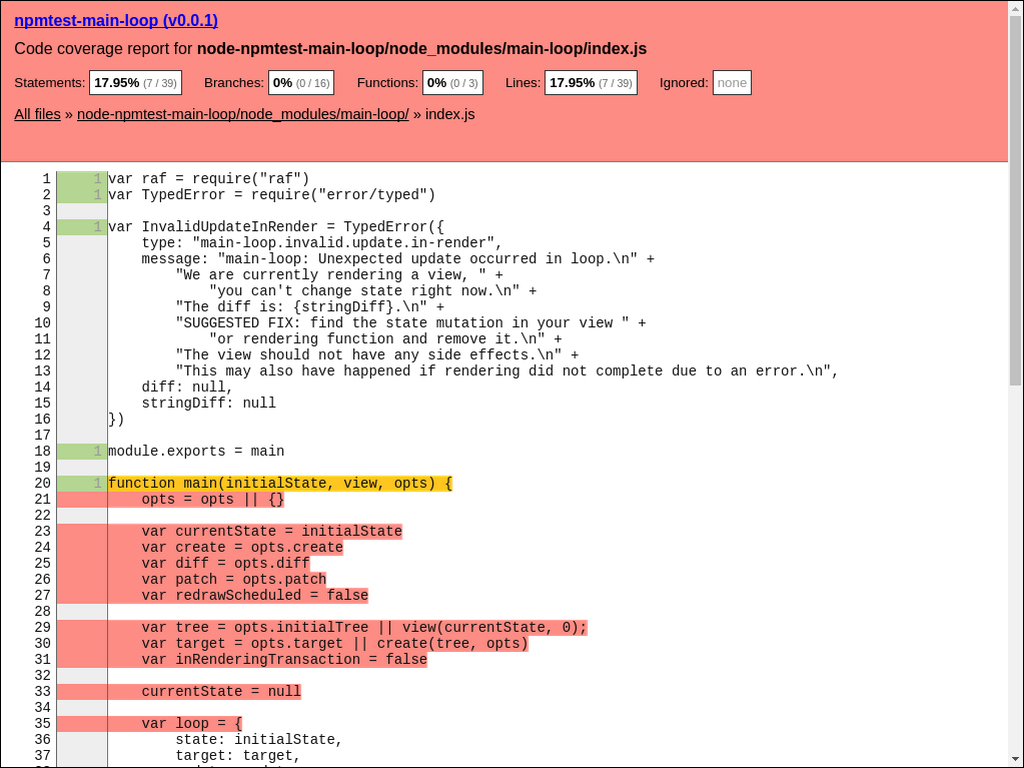 npmtest-main-loop (v0.0.1)
Code coverage report for node-npmtest-main-loop/node_modules/main-loop/index.js
Statements: 17.95% (7 / 39) Branches: 0% (0 / 16) Functions: 0% (0 / 3) Lines: 17.95% (7 / 39) Ignored: none
All files » node-npmtest-main-loop/node_modules/main-loop/ » index.js
1 1 var raf = require("raf")
2 1 var TypedError = require("error/typed")
3
4 1 var InvalidUpdateInRender = TypedError({
5     type: "main-loop.invalid.update.in-render",
6     message: "main-loop: Unexpected update occurred in loop.\n" +
7         "We are currently rendering a view, " +
8             "you can't change state right now.\n" +
9         "The diff is: {stringDiff}.\n" +
10         "SUGGESTED FIX: find the state mutation in your view " +
11             "or rendering function and remove it.\n" +
12         "The view should not have any side effects.\n" +
13         "This may also have happened if rendering did not complete due to an error.\n",
14     diff: null,
15     stringDiff: null
16 })
17
18 1 module.exports = main
19
20 1 function main(initialState, view, opts) {
21     opts = opts || {}
22
23     var currentState = initialState
24     var create = opts.create
25     var diff = opts.diff
26     var patch = opts.patch
27     var redrawScheduled = false
28
29     var tree = opts.initialTree || view(currentState, 0);
30     var target = opts.target || create(tree, opts)
31     var inRenderingTransaction = false
32
33     currentState = null
34
35     var loop = {
36         state: initialState,
37         target: target,